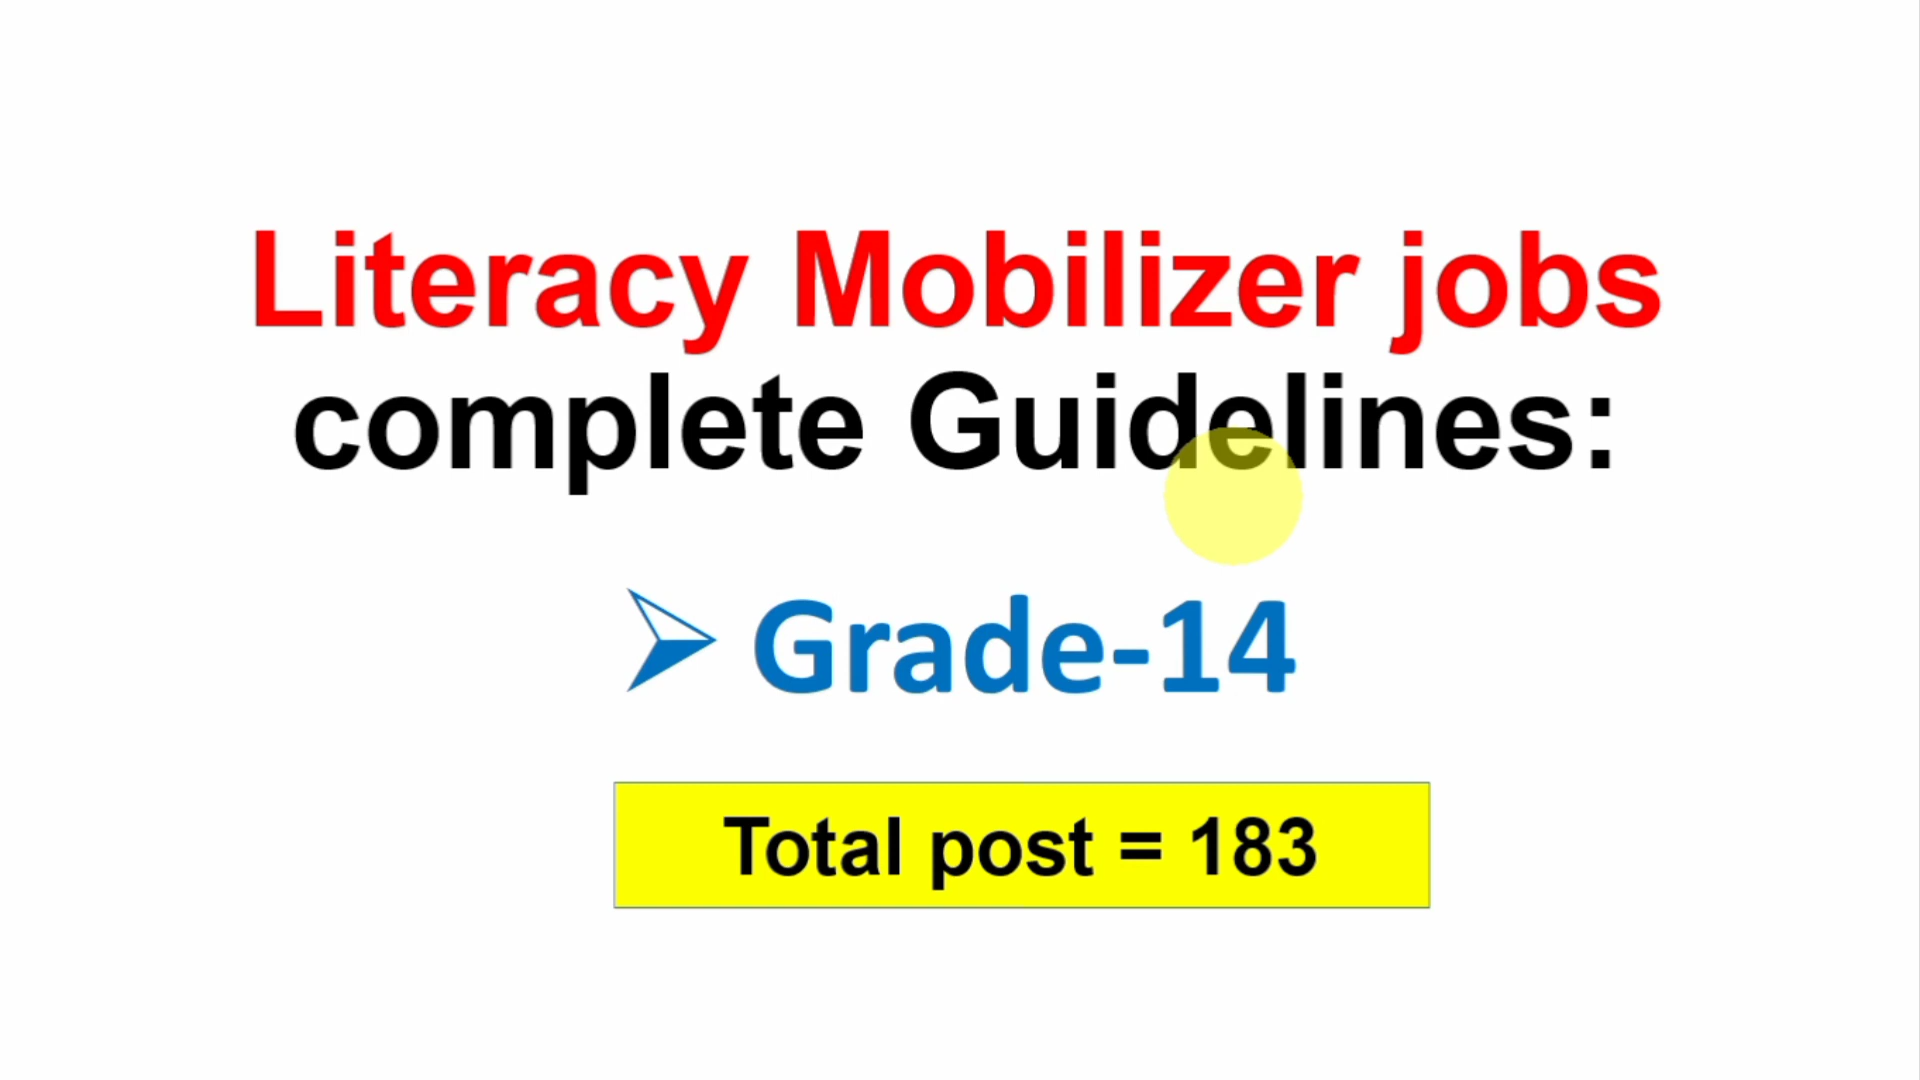 Literacy Mobilizer jobs
complete Guidelines:
Grade-14
Total post = 183